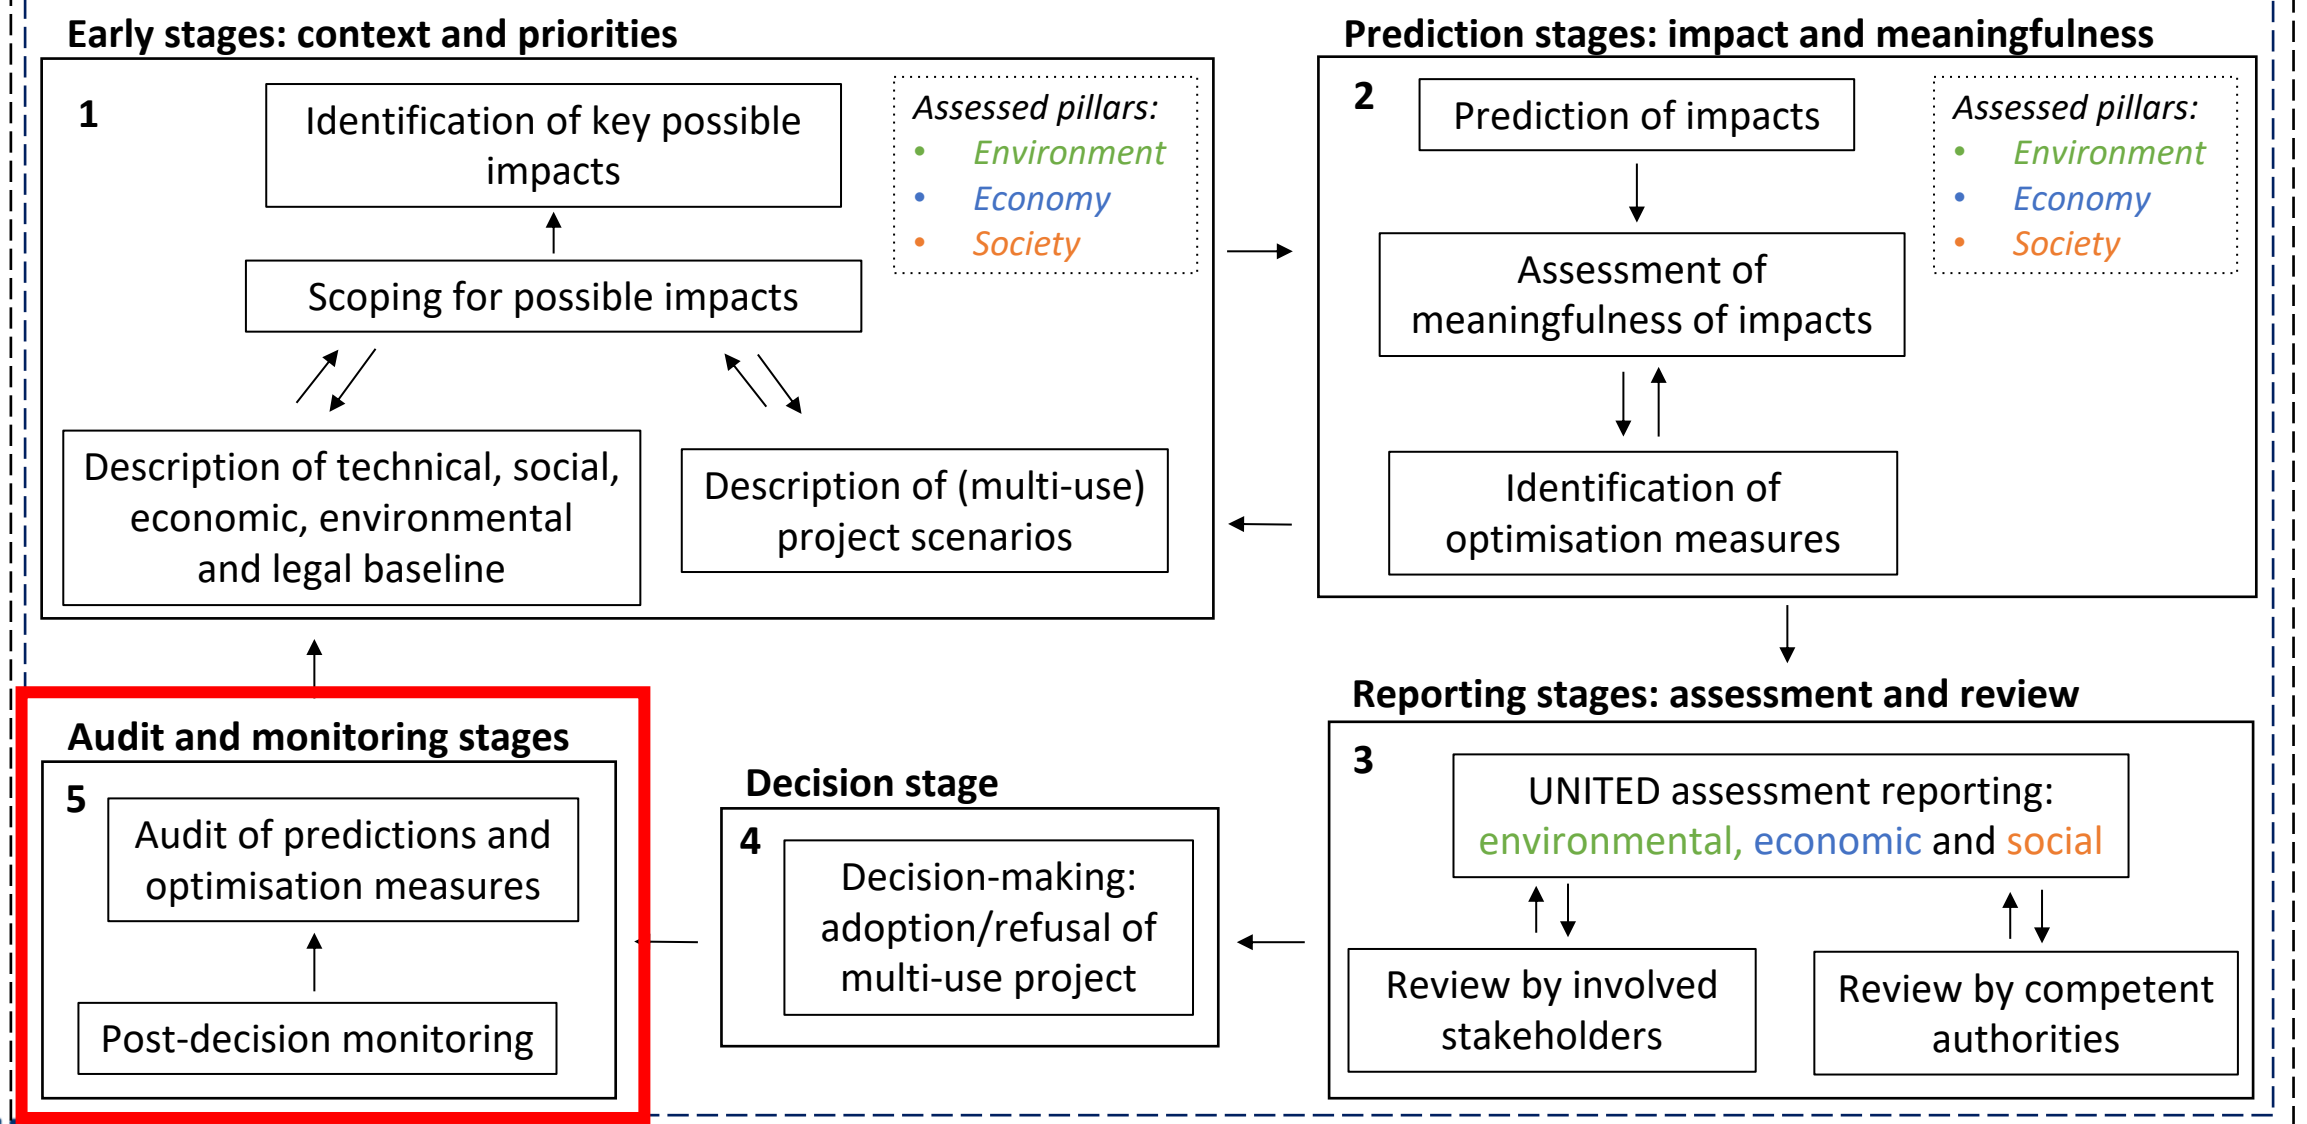 Early stages: context and priorities
1
Identification of key possible
impacts
Assessed pillars:
• Environment
• Economy
• Society
Scoping for possible impacts
Description of technical, social,
economic, environmental
and legal baseline
Description of (multi-use)
project scenarios
Prediction stages: impact and meaningfulness
2
Prediction of impacts
Assessed pillars:
• Environment
• Economy
• Society
Assessment of
meaningfulness of impacts
Identification of
optimisation measures
Reporting stages: assessment and review
3
UNITED assessment reporting:
environmental, economic and social
Review by involved
stakeholders
Review by competent
authorities
Decision stage
4
Decision-making:
adoption/refusal of
multi-use project
Audit and monitoring stages
5
Audit of predictions and
optimisation measures
Post-decision monitoring